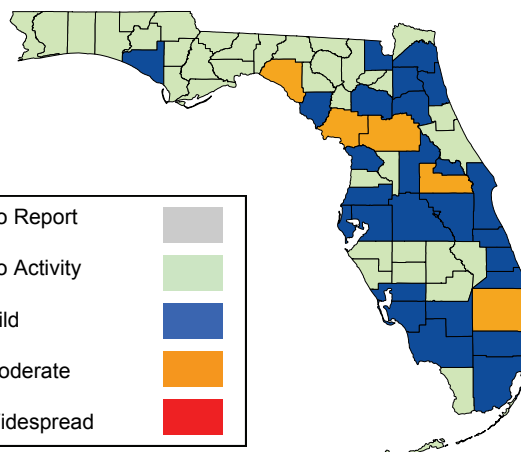 o Report
o Activity
ild
oderate
idespread